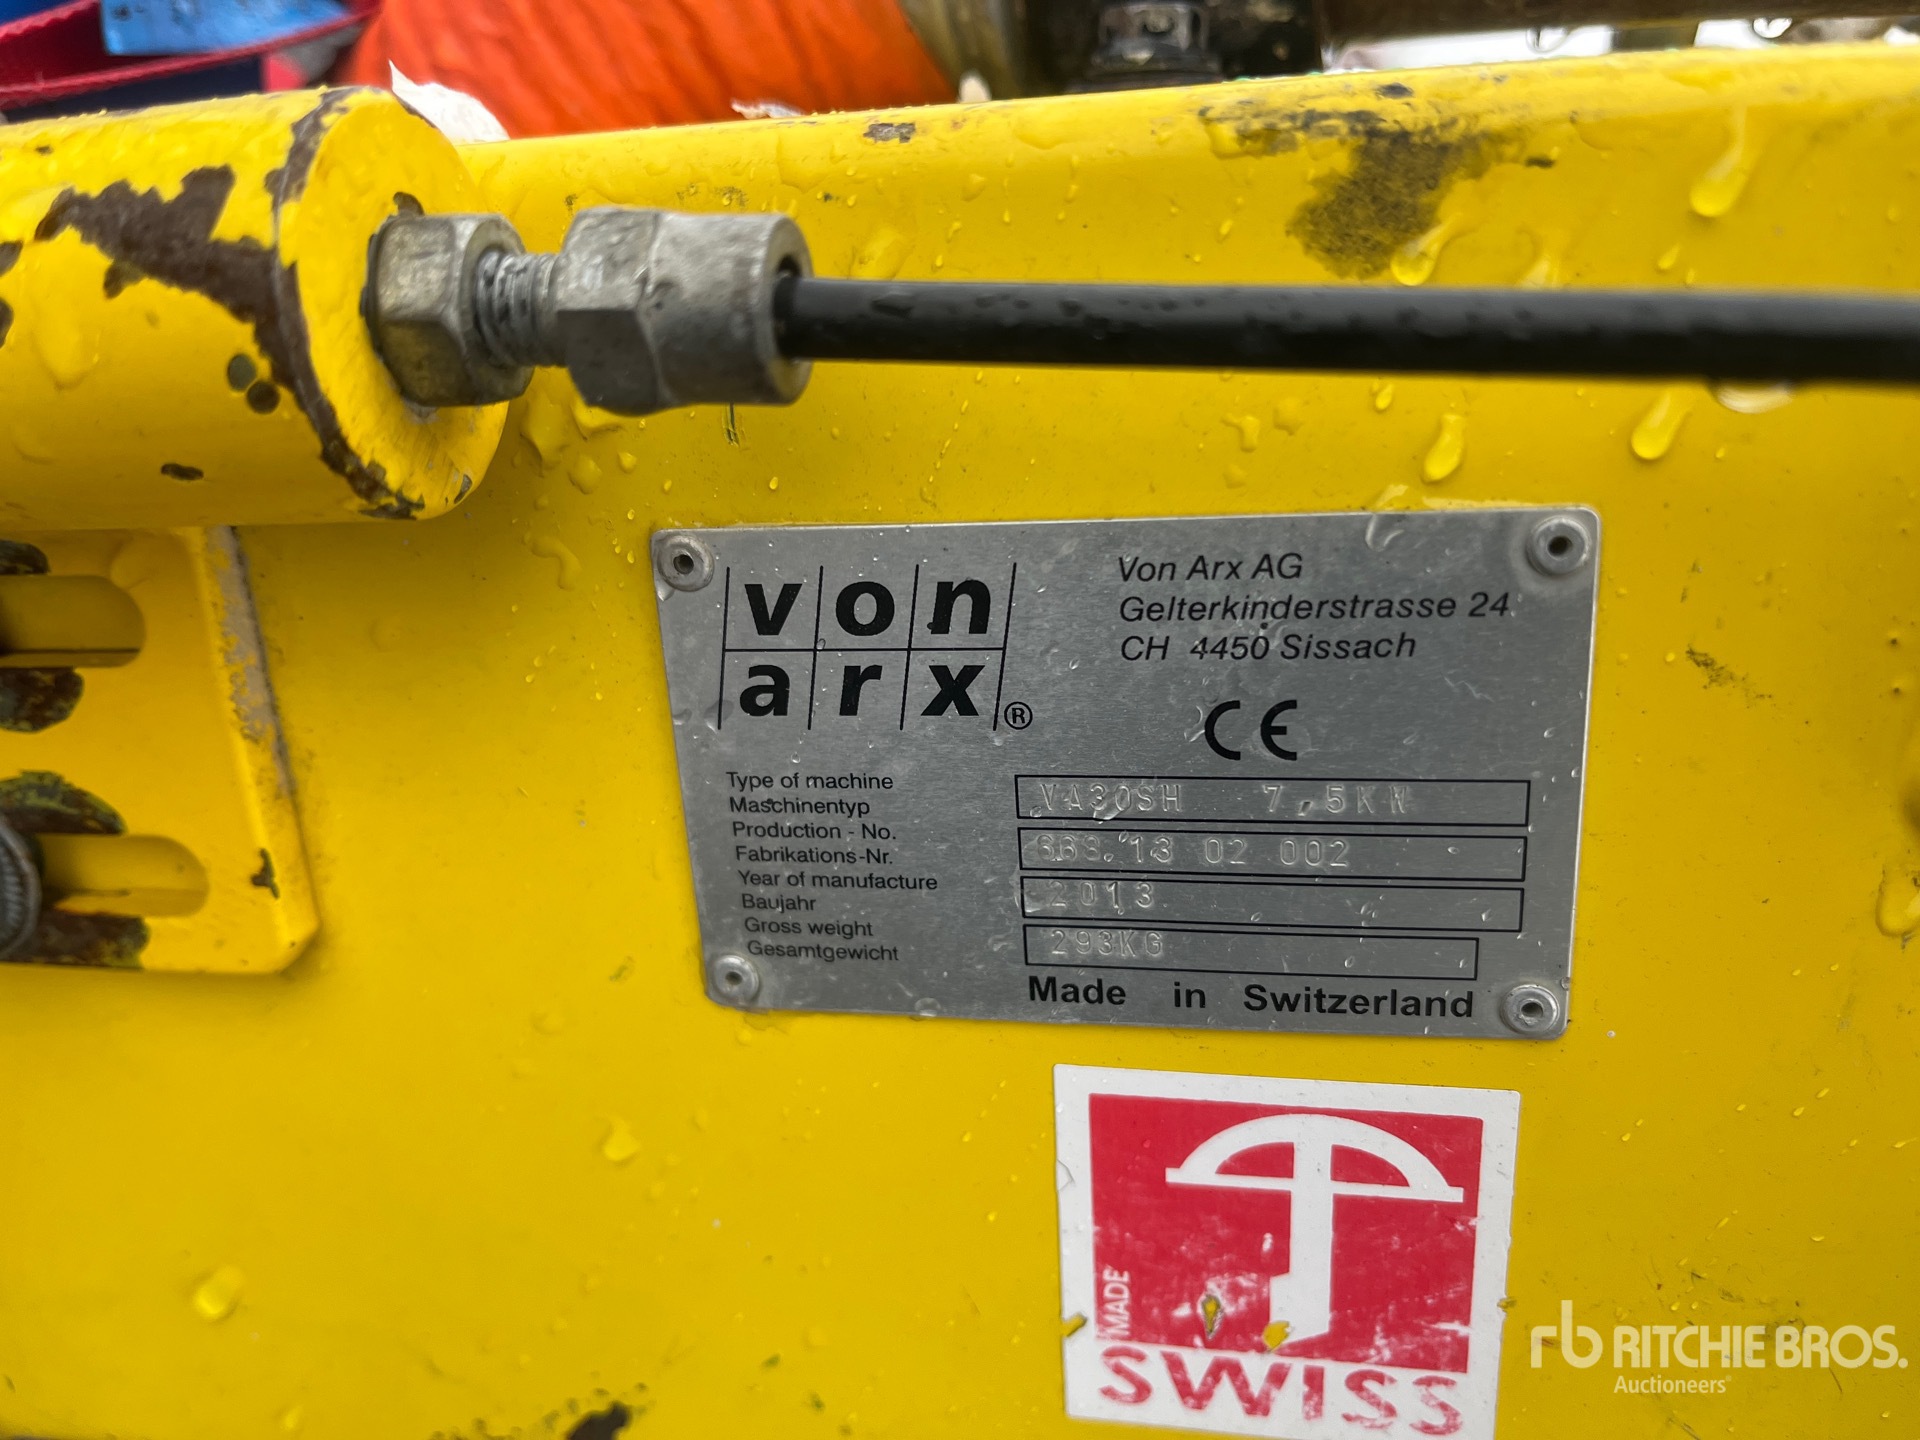 von
arx®
Von Arx AG
Gelterkinderstrasse 24
CH 4450 Sissach
CE
Type of machine
Maschinentyp
VA30SH 7,5KW
Production - No.
Fabrikations-Nr.
13 02 002
Year of manufacture
Baujahr
2013
Gross weight
Gesamtgewicht
293KG
Made in Switzerland
MADE
SWISS
rb RITCHIE BROS.
Auctioneers